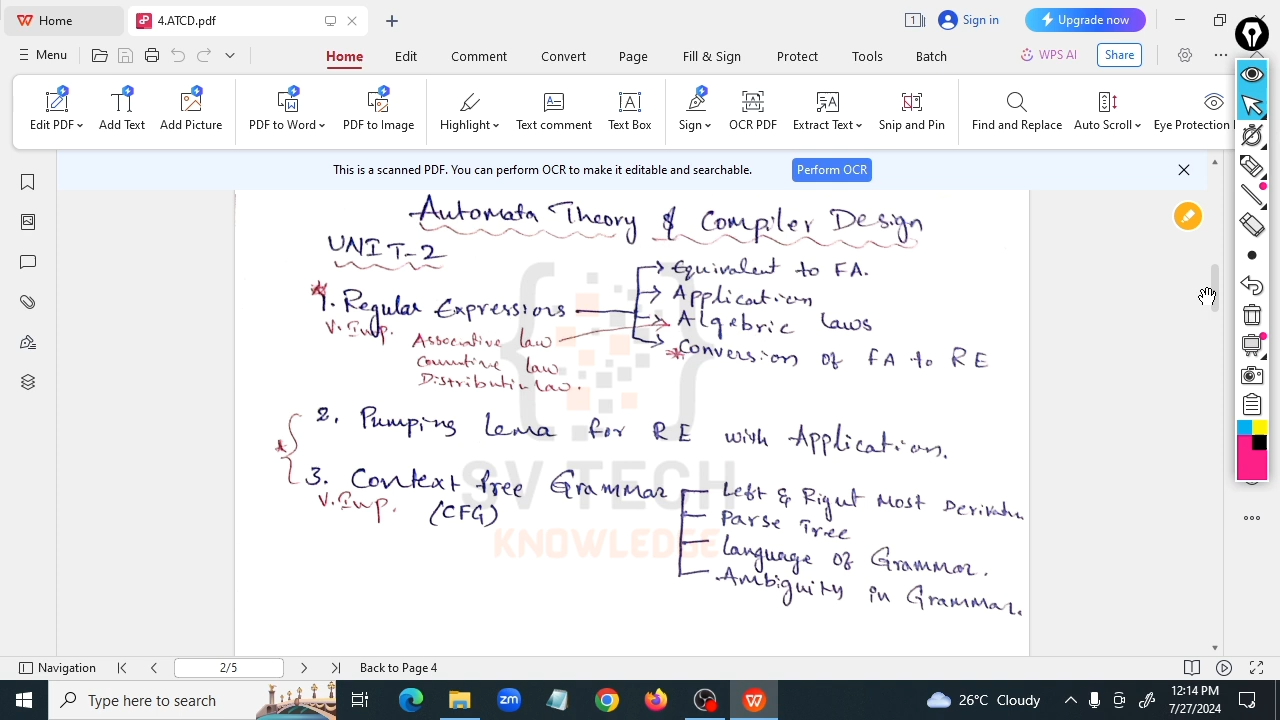 Home
4.ATCD.pdf
Sign in
Upgrade now
Menu
Home
Edit
Comment
Convert
Page
Fill & Sign
Protect
Tools
Batch
WPS AI
Share
Edit PDF
Add Text
Add Picture
PDF to Word
PDF to Image
Highlight
Text comment
Text Box
Sign
OCR PDF
Extract Text
Snip and Pin
Find and Replace
Auto Scroll
Eye Protection
This is a scanned PDF. You can perform OCR to make it editable and searchable.
Perform OCR
Automata Theory & Compiler Design
UNIT-2
1. Regular Expressions
V. Imp.
Equivalent to FA.
Application
Algebric laws
*Conversion of FA to RE
Associative law
Commtive law
Distributin law.
2. Pumping Lema for RE with Application.
3. Context free Grammar
V. Imp.
(CFG)
Left & Right Most Derivation
Parse Tree
Language of Grammar.
Ambiguity in Grammar.
SV TECH
KNOWLEDGE
Navigation
2/5
Back to Page 4
Type here to search
zm
26°C Cloudy
12:14 PM
7/27/2024